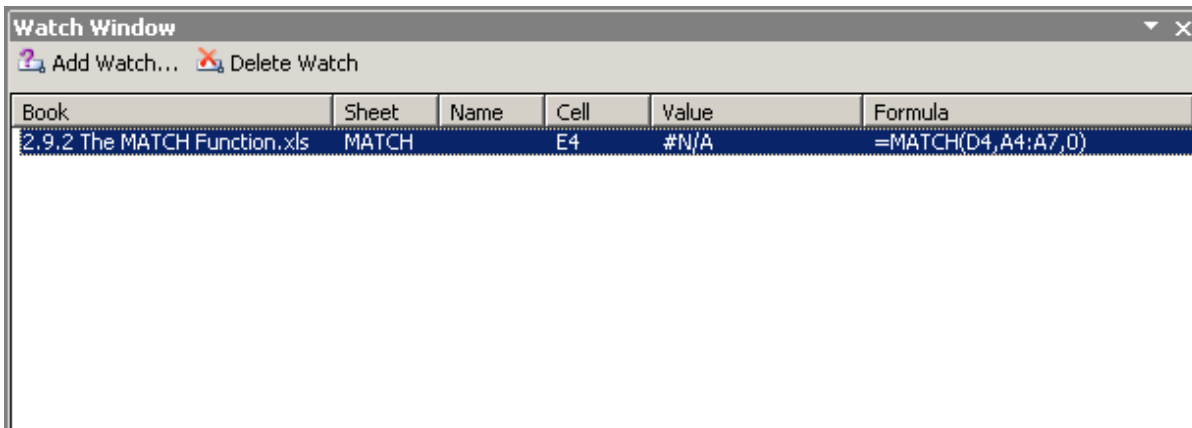 Watch Window
Add Watch... Delete Watch
Book Sheet Name Cell Value Formula
2.9.2 The MATCH Function.xls MATCH E4 #N/A =MATCH(D4,A4:A7,0)